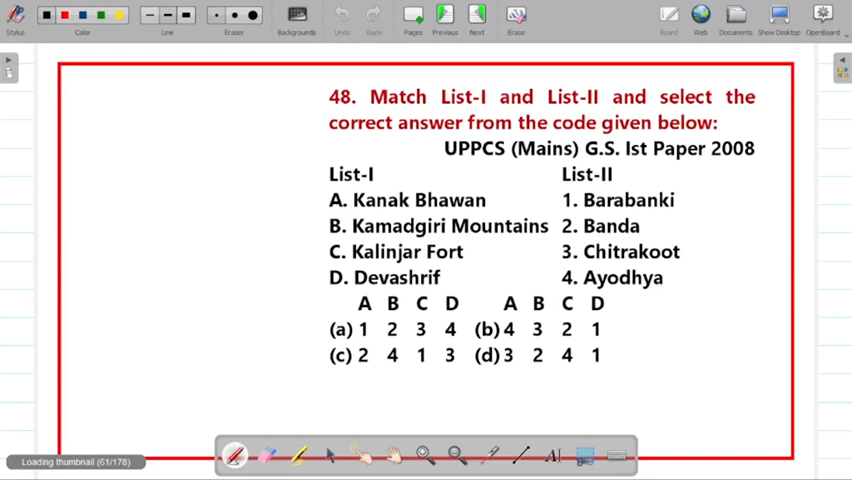 Stylus
Color
Line
Eraser
Backgrounds
Undo
Redo
Pages
Previous
Next
Erase
Board
Web
Documents
Show Desktop
OpenBoard
48. Match List-I and List-II and select the
correct answer from the code given below:
UPPCS (Mains) G.S. Ist Paper 2008
List-I List-II
A. Kanak Bhawan 1. Barabanki
B. Kamadgiri Mountains 2. Banda
C. Kalinjar Fort 3. Chitrakoot
D. Devashrif 4. Ayodhya
A B C D A B C D
(a) 1 2 3 4 (b) 4 3 2 1
(c) 2 4 1 3 (d) 3 2 4 1
Loading thumbnail (61/178)